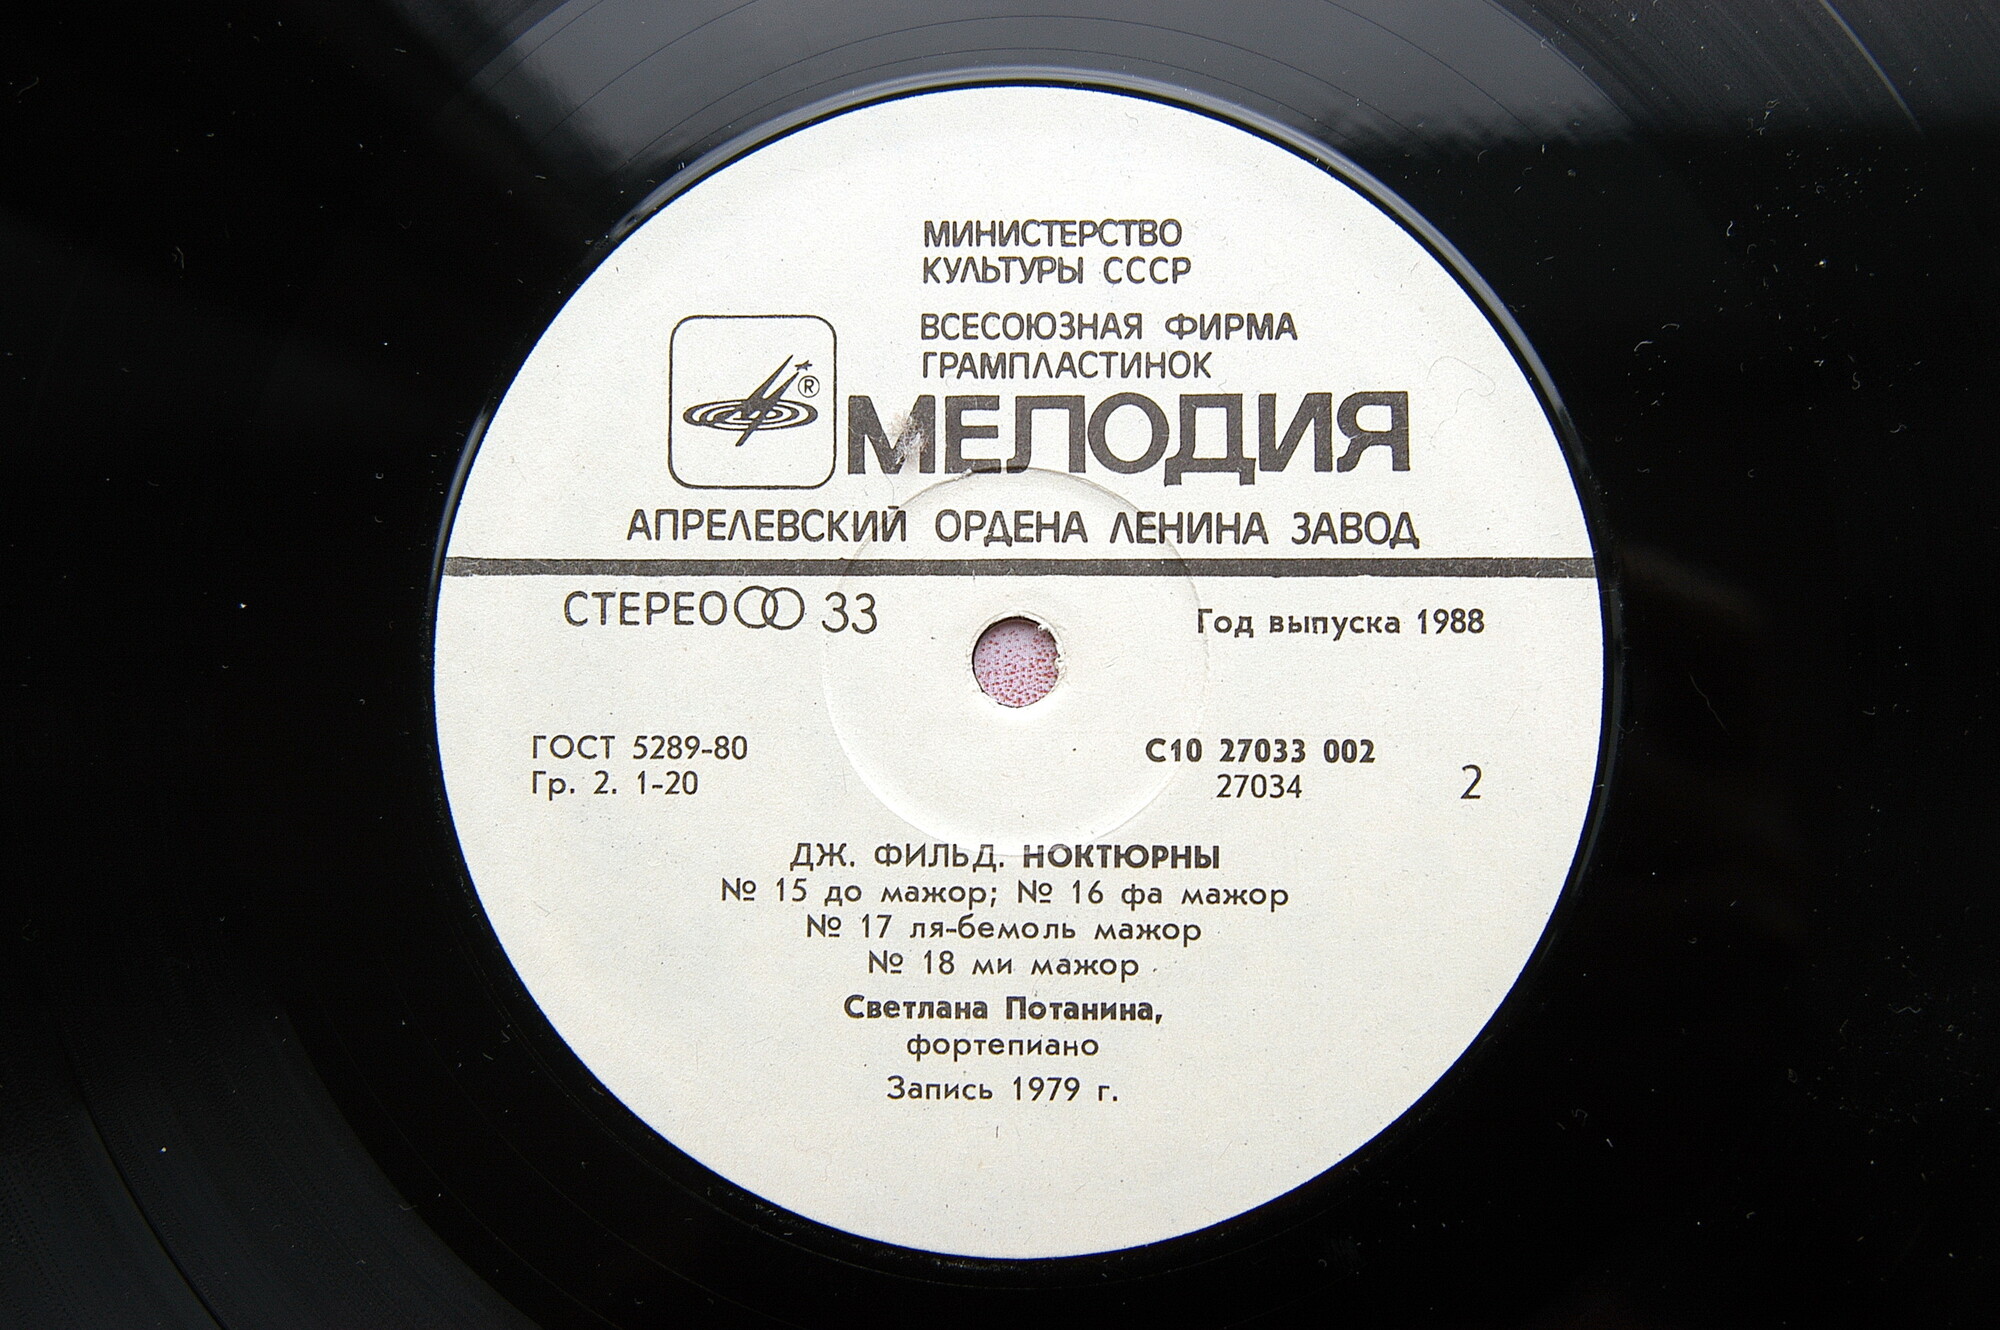 МИНИСТЕРСТВО
КУЛЬТУРЫ СССР
ВСЕСОЮЗНАЯ ФИРМА
ГРАМПЛАСТИНОК
®
МЕЛОДИЯ
АПРЕЛЕВСКИЙ ОРДЕНА ЛЕНИНА ЗАВОД
СТЕРЕО 33
Год выпуска 1988
ГОСТ 5289-80
Гр. 2. 1-20
С10 27033 002
27034
2
ДЖ. ФИЛЬД. НОКТЮРНЫ
№ 15 до мажор; № 16 фа мажор
№ 17 ля-бемоль мажор
№ 18 ми мажор
Светлана Потанина,
фортепиано
Запись 1979 г.